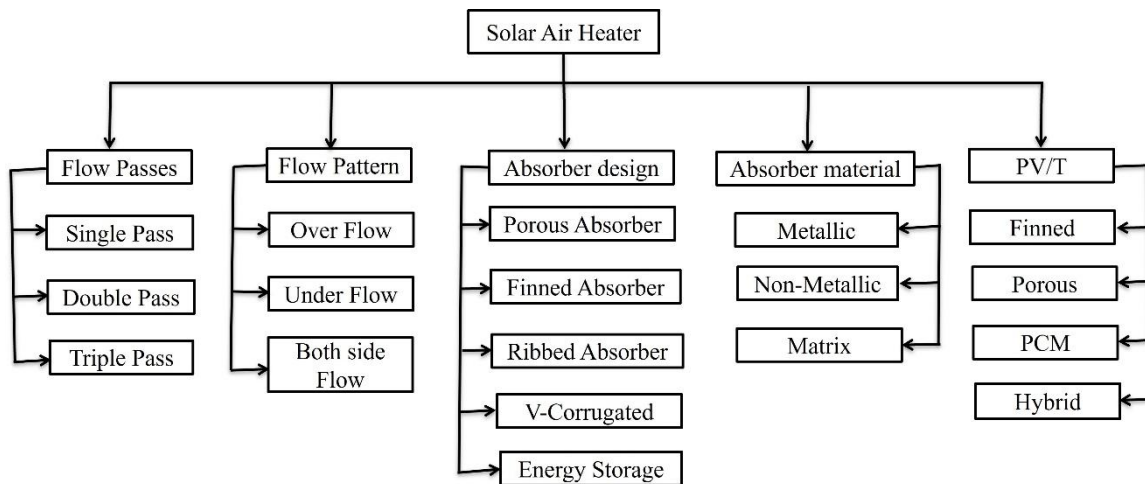 Solar Air Heater
Flow Passes
Single Pass
Double Pass
Triple Pass
Flow Pattern
Over Flow
Under Flow
Both side
Flow
Absorber design
Porous Absorber
Finned Absorber
Ribbed Absorber
V-Corrugated
Energy Storage
Absorber material
Metallic
Non-Metallic
Matrix
PV/T
Finned
Porous
PCM
Hybrid